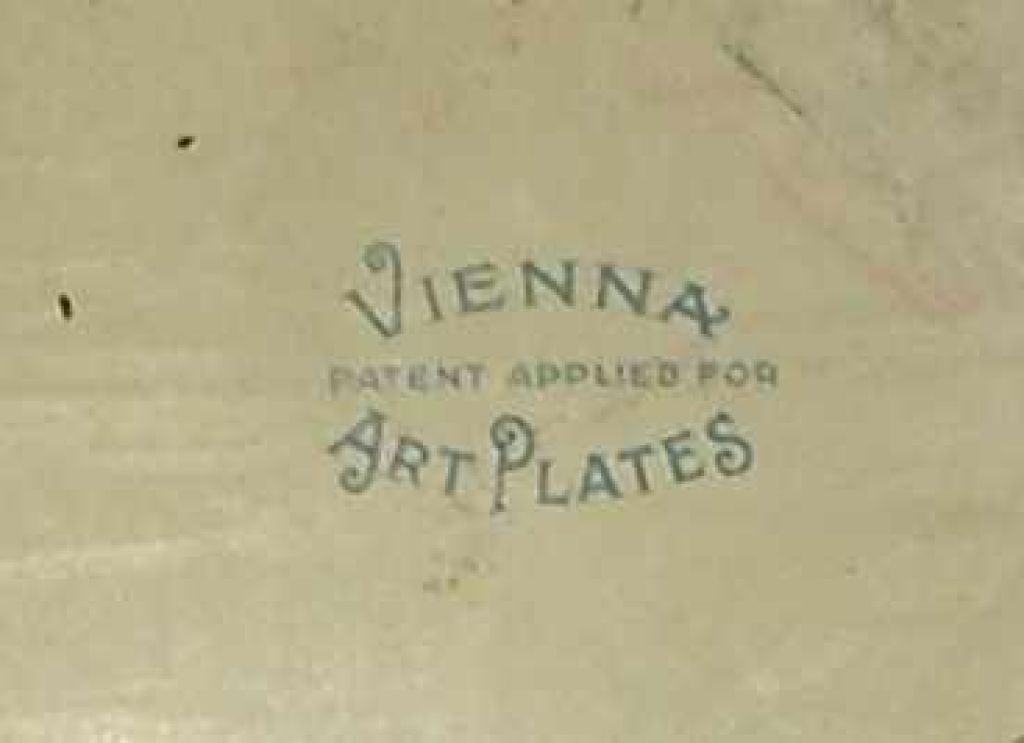 VIENNA
PATENT APPLIED FOR
ART PLATES